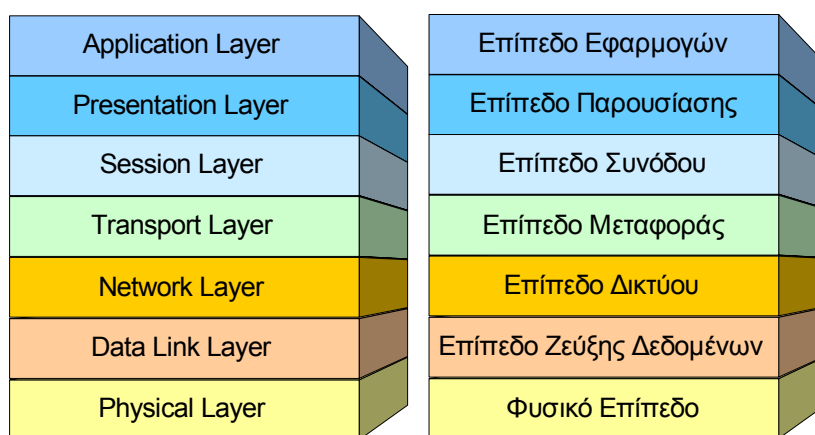 Application Layer
Presentation Layer
Session Layer
Transport Layer
Network Layer
Data Link Layer
Physical Layer
Επίπεδο Εφαρμογών
Επίπεδο Παρουσίασης
Επίπεδο Συνόδου
Επίπεδο Μεταφοράς
Επίπεδο Δικτύου
Επίπεδο Ζεύξης Δεδομένων
Φυσικό Επίπεδο